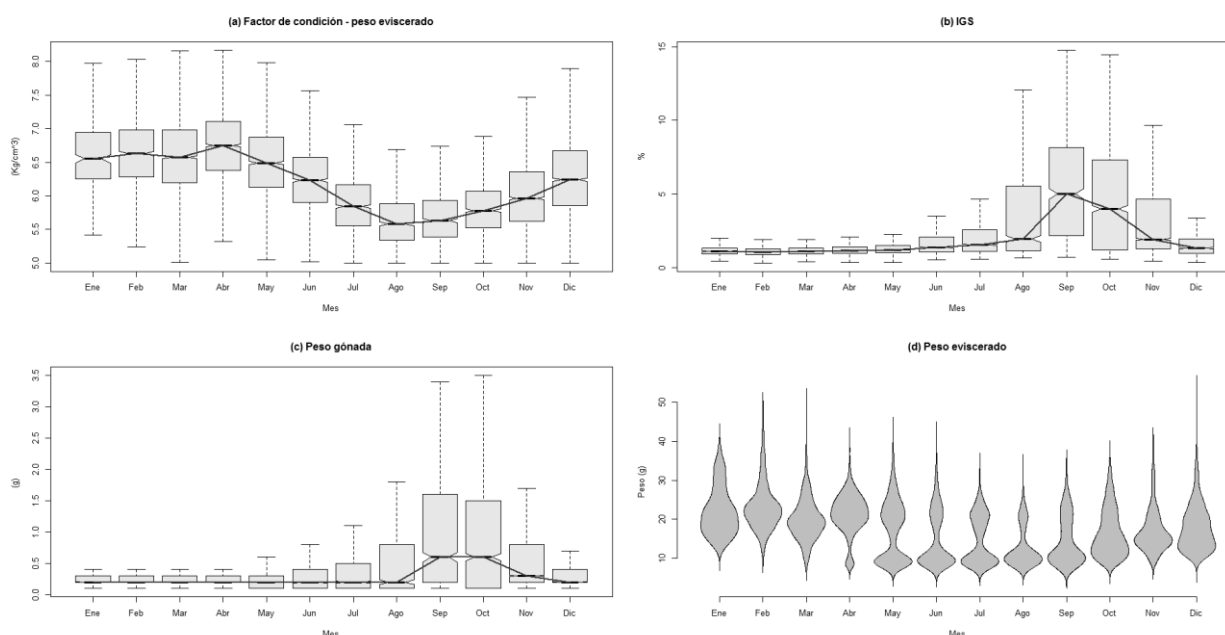 (a) Factor de condición - peso eviscerado
(Kg/cm^3)
8.0
7.5
7.0
6.5
6.0
5.5
5.0
Ene Feb Mar Abr May Jun Jul Ago Sep Oct Nov Dic
Mes
(b) IGS
%
15
10
5
0
Ene Feb Mar Abr May Jun Jul Ago Sep Oct Nov Dic
Mes
(c) Peso gónada
(g)
3.5
3.0
2.5
2.0
1.5
1.0
0.5
0.0
Ene Feb Mar Abr May Jun Jul Ago Sep Oct Nov Dic
Mes
(d) Peso eviscerado
Peso (g)
50
40
30
20
10
Ene Feb Mar Abr May Jun Jul Ago Sep Oct Nov Dic
Mes